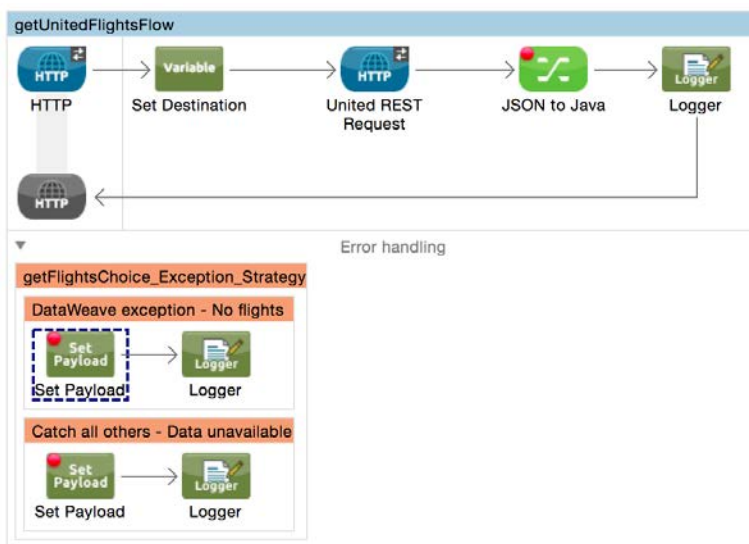 getUnitedFlightsFlow
HTTP
Variable
HTTP
Logger
HTTP
Set Destination
United REST
Request
JSON to Java
Logger
HTTP
Error handling
getFlightsChoice_Exception_Strategy
DataWeave exception - No flights
Set
Payload
Logger
Set Payload
Logger
Catch all others - Data unavailable
Set
Payload
Logger
Set Payload
Logger